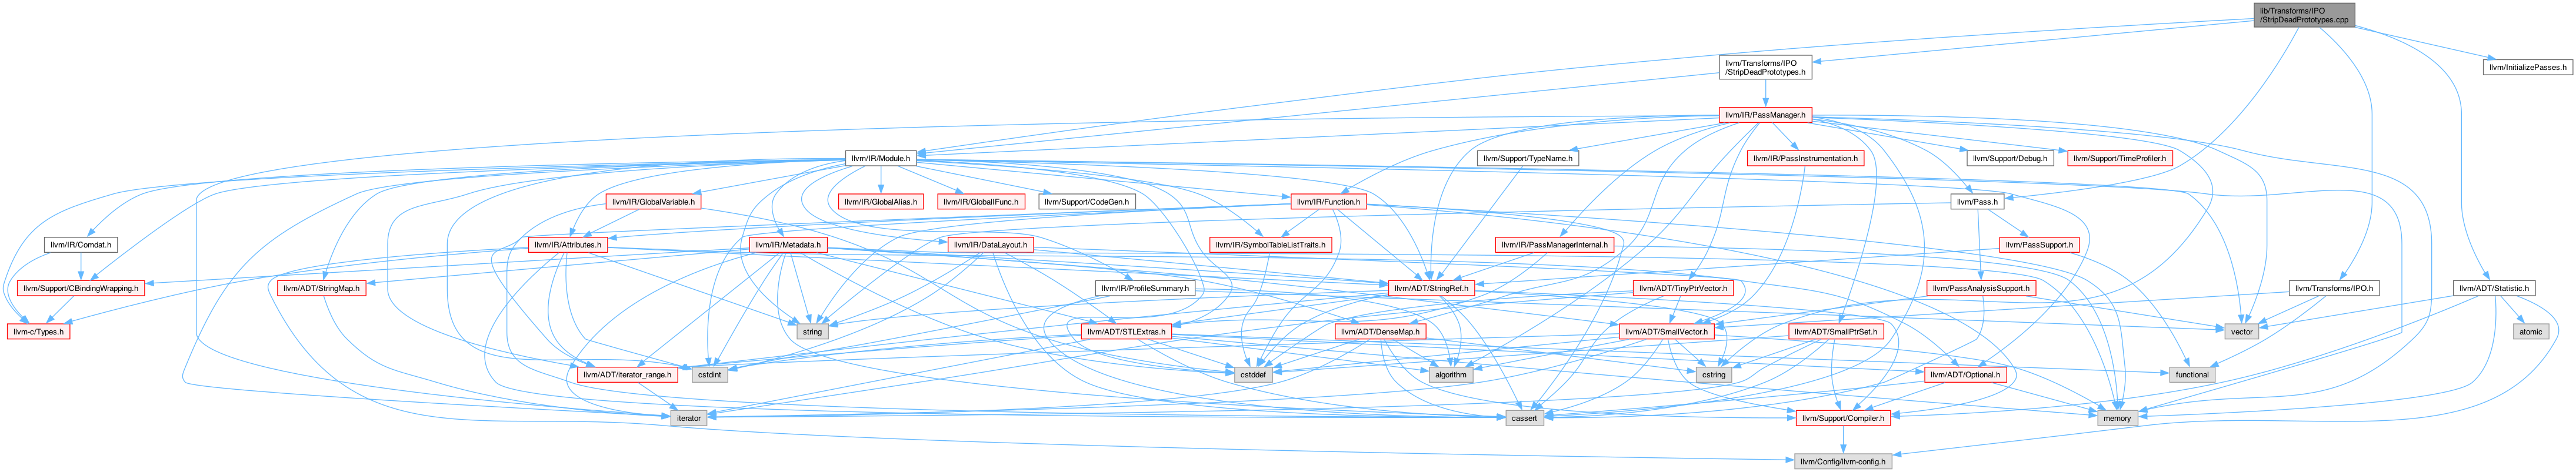 lib/Transforms/IPO
/StripDeadPrototypes.cpp
llvm/Transforms/IPO
/StripDeadPrototypes.h
llvm/InitializePasses.h
llvm/IR/PassManager.h
llvm/IR/Module.h
llvm/Support/TypeName.h
llvm/IR/PassInstrumentation.h
llvm/Support/Debug.h
llvm/Support/TimeProfiler.h
llvm/IR/GlobalVariable.h
llvm/IR/GlobalAlias.h
llvm/IR/GlobalIFunc.h
llvm/Support/CodeGen.h
llvm/IR/Function.h
llvm/Pass.h
llvm/IR/Comdat.h
llvm/IR/Attributes.h
llvm/IR/Metadata.h
llvm/IR/DataLayout.h
llvm/IR/SymbolTableListTraits.h
llvm/IR/PassManagerInternal.h
llvm/PassSupport.h
llvm/Support/CBindingWrapping.h
llvm/ADT/StringMap.h
llvm/IR/ProfileSummary.h
llvm/ADT/StringRef.h
llvm/ADT/TinyPtrVector.h
llvm/PassAnalysisSupport.h
llvm/Transforms/IPO.h
llvm/ADT/Statistic.h
llvm-c/Types.h
string
llvm/ADT/STLExtras.h
llvm/ADT/DenseMap.h
llvm/ADT/SmallVector.h
llvm/ADT/SmallPtrSet.h
vector
atomic
llvm/ADT/iterator_range.h
cstdint
cstddef
algorithm
cstring
llvm/ADT/Optional.h
functional
iterator
cassert
llvm/Support/Compiler.h
memory
llvm/Config/llvm-config.h